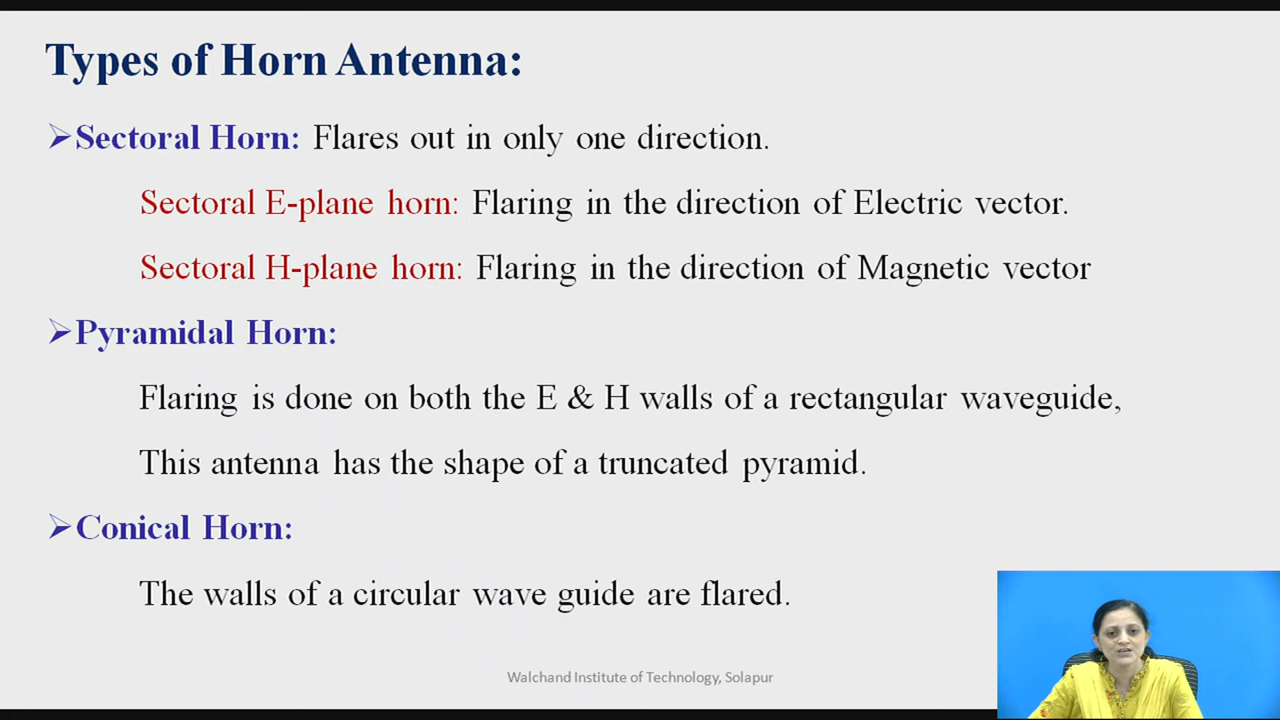 Types of Horn Antenna:
➢Sectoral Horn: Flares out in only one direction.
Sectoral E-plane horn: Flaring in the direction of Electric vector.
Sectoral H-plane horn: Flaring in the direction of Magnetic vector
➢Pyramidal Horn:
Flaring is done on both the E & H walls of a rectangular waveguide,
This antenna has the shape of a truncated pyramid.
➢Conical Horn:
The walls of a circular wave guide are flared.
Walchand Institute of Technology, Solapur